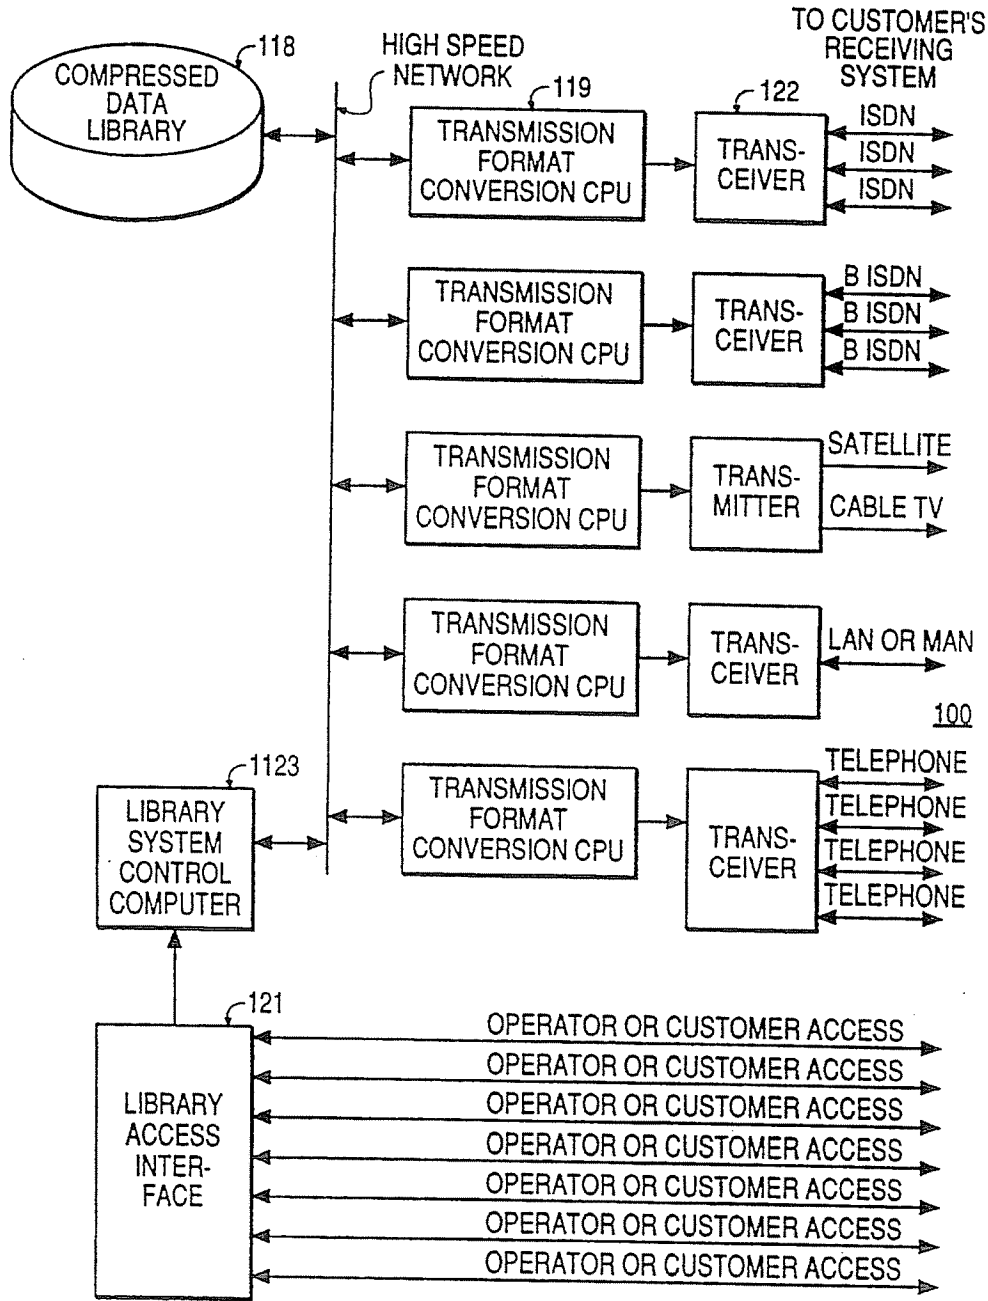 118
COMPRESSED
DATA
LIBRARY
HIGH SPEED
NETWORK
TO CUSTOMER'S
RECEIVING
SYSTEM
119
TRANSMISSION
FORMAT
CONVERSION CPU
122
TRANS-
CEIVER
ISDN
ISDN
ISDN
TRANSMISSION
FORMAT
CONVERSION CPU
TRANS-
CEIVER
B ISDN
B ISDN
B ISDN
TRANSMISSION
FORMAT
CONVERSION CPU
TRANS-
MITTER
SATELLITE
CABLE TV
TRANSMISSION
FORMAT
CONVERSION CPU
TRANS-
CEIVER
LAN OR MAN
100
1123
LIBRARY
SYSTEM
CONTROL
COMPUTER
TRANSMISSION
FORMAT
CONVERSION CPU
TRANS-
CEIVER
TELEPHONE
TELEPHONE
TELEPHONE
TELEPHONE
121
LIBRARY
ACCESS
INTER-
FACE
OPERATOR OR CUSTOMER ACCESS
OPERATOR OR CUSTOMER ACCESS
OPERATOR OR CUSTOMER ACCESS
OPERATOR OR CUSTOMER ACCESS
OPERATOR OR CUSTOMER ACCESS
OPERATOR OR CUSTOMER ACCESS
OPERATOR OR CUSTOMER ACCESS